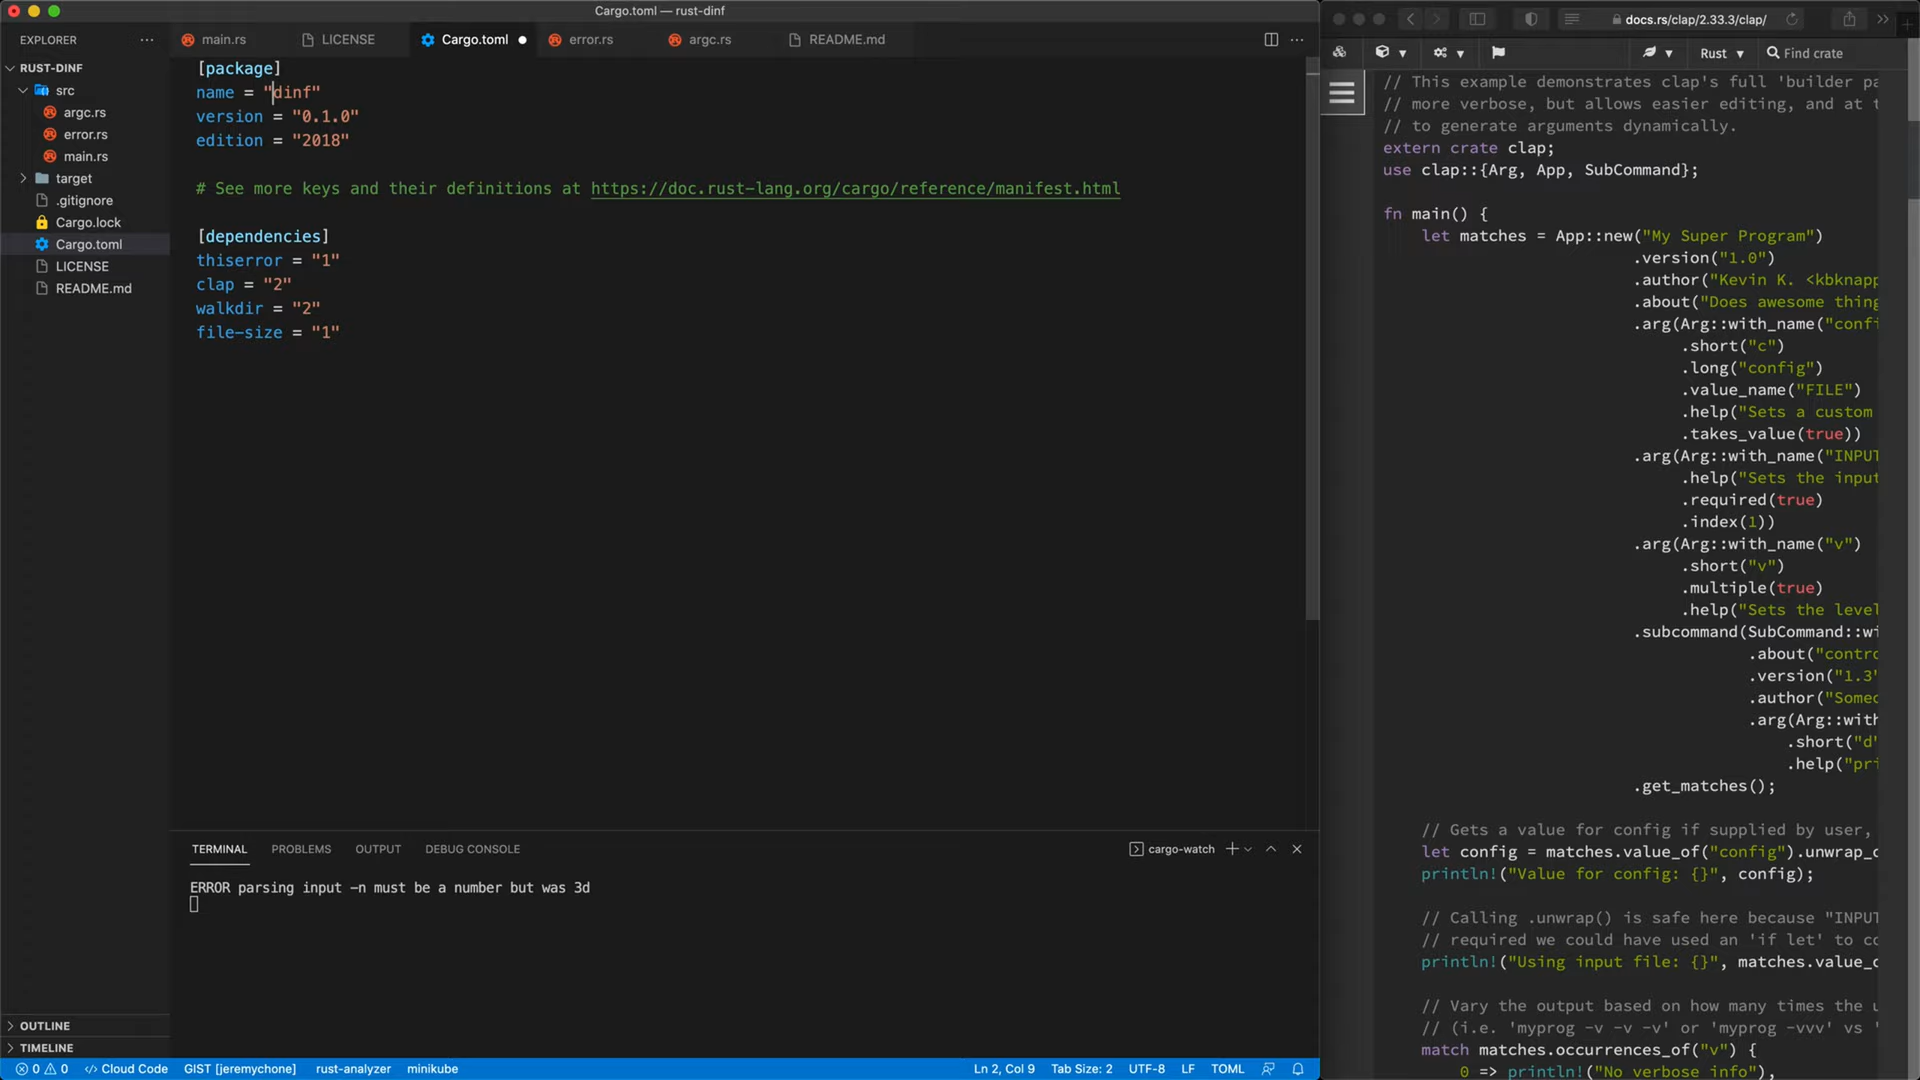 Cargo.toml — rust-dinf
EXPLORER
RUST-DINF
src
argc.rs
error.rs
main.rs
target
.gitignore
Cargo.lock
Cargo.toml
LICENSE
README.md
OUTLINE
TIMELINE
main.rs
LICENSE
Cargo.toml
error.rs
argc.rs
README.md
[package]
name = "dinf"
version = "0.1.0"
edition = "2018"
# See more keys and their definitions at https://doc.rust-lang.org/cargo/reference/manifest.html
[dependencies]
thiserror = "1"
clap = "2"
walkdir = "2"
file-size = "1"
TERMINAL
PROBLEMS
OUTPUT
DEBUG CONSOLE
cargo-watch
ERROR parsing input -n must be a number but was 3d
0
0
Cloud Code
GIST [jeremychone]
rust-analyzer
minikube
Ln 2, Col 9
Tab Size: 2
UTF-8
LF
TOML
docs.rs/clap/2.33.3/clap/
Rust
Find crate
// This example demonstrates clap's full 'builder pa
// more verbose, but allows easier editing, and at t
// to generate arguments dynamically.
extern crate clap;
use clap::{Arg, App, SubCommand};
fn main() {
let matches = App::new("My Super Program")
.version("1.0")
.author("Kevin K. <kbknapp
.about("Does awesome thing
.arg(Arg::with_name("confi
.short("c")
.long("config")
.value_name("FILE")
.help("Sets a custom
.takes_value(true))
.arg(Arg::with_name("INPUT
.help("Sets the input
.required(true)
.index(1))
.arg(Arg::with_name("v")
.short("v")
.multiple(true)
.help("Sets the level
.subcommand(SubCommand::wi
.about("contro
.version("1.3"
.author("Someo
.arg(Arg::with
.short("d"
.help("pri
.get_matches();
// Gets a value for config if supplied by user,
let config = matches.value_of("config").unwrap_o
println!("Value for config: {}", config);
// Calling .unwrap() is safe here because "INPUT
// required we could have used an 'if let' to co
println!("Using input file: {}", matches.value_o
// Vary the output based on how many times the u
// (i.e. 'myprog -v -v -v' or 'myprog -vvv' vs '
match matches.occurrences_of("v") {
0 => println!("No verbose info"),